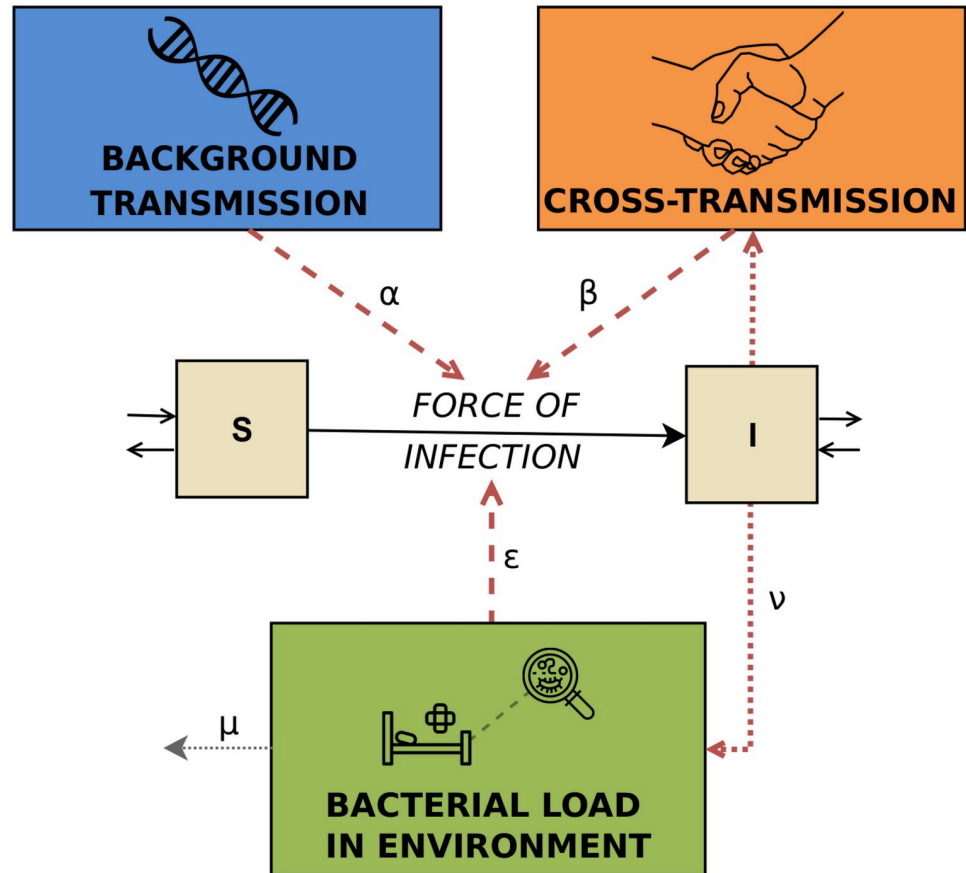 BACKGROUND
TRANSMISSION
CROSS-TRANSMISSION
α
β
S
FORCE OF
INFECTION
I
ε
ν
μ
BACTERIAL LOAD
IN ENVIRONMENT